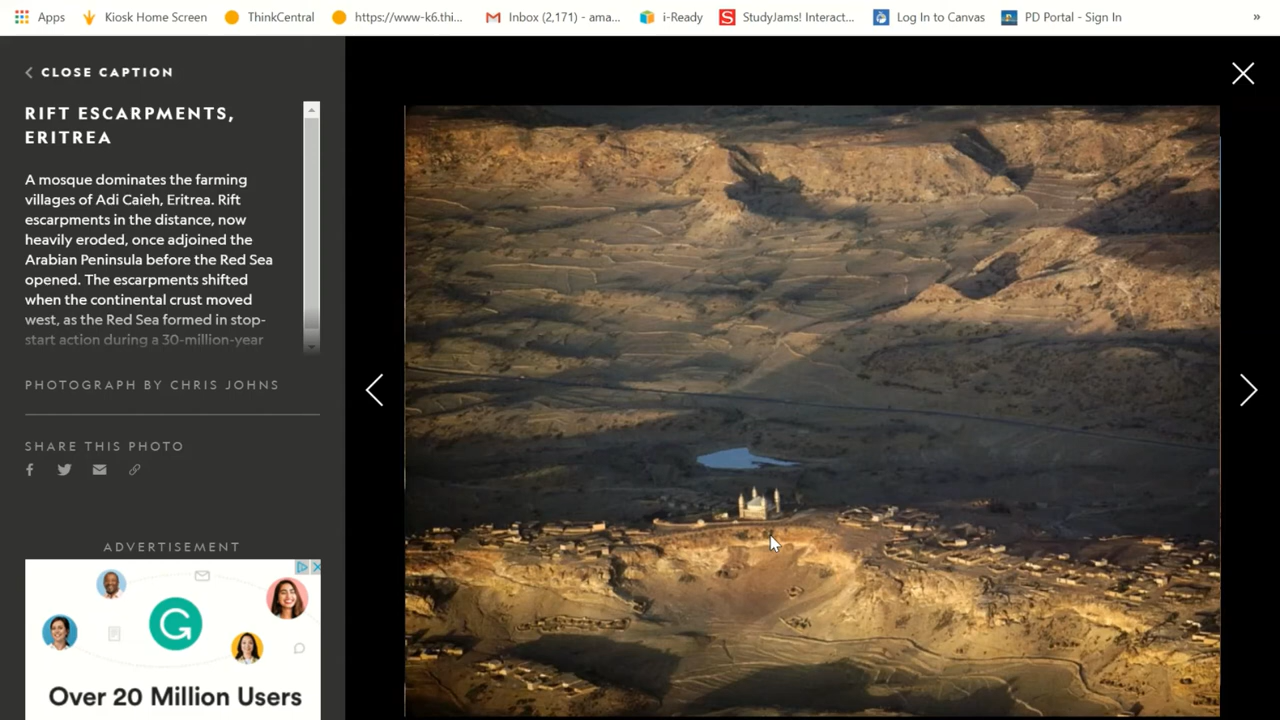 Apps Kiosk Home Screen ThinkCentral https://www-k6.thi... Inbox (2,171) - ama... i-Ready StudyJams! Interact... Log In to Canvas PD Portal - Sign In »
CLOSE CAPTION
RIFT ESCARPMENTS,
ERITREA
A mosque dominates the farming
villages of Adi Caieh, Eritrea. Rift
escarpments in the distance, now
heavily eroded, once adjoined the
Arabian Peninsula before the Red Sea
opened. The escarpments shifted
when the continental crust moved
west, as the Red Sea formed in stop-
start action during a 30-million-year
PHOTOGRAPH BY CHRIS JOHNS
SHARE THIS PHOTO
ADVERTISEMENT
G
Over 20 Million Users